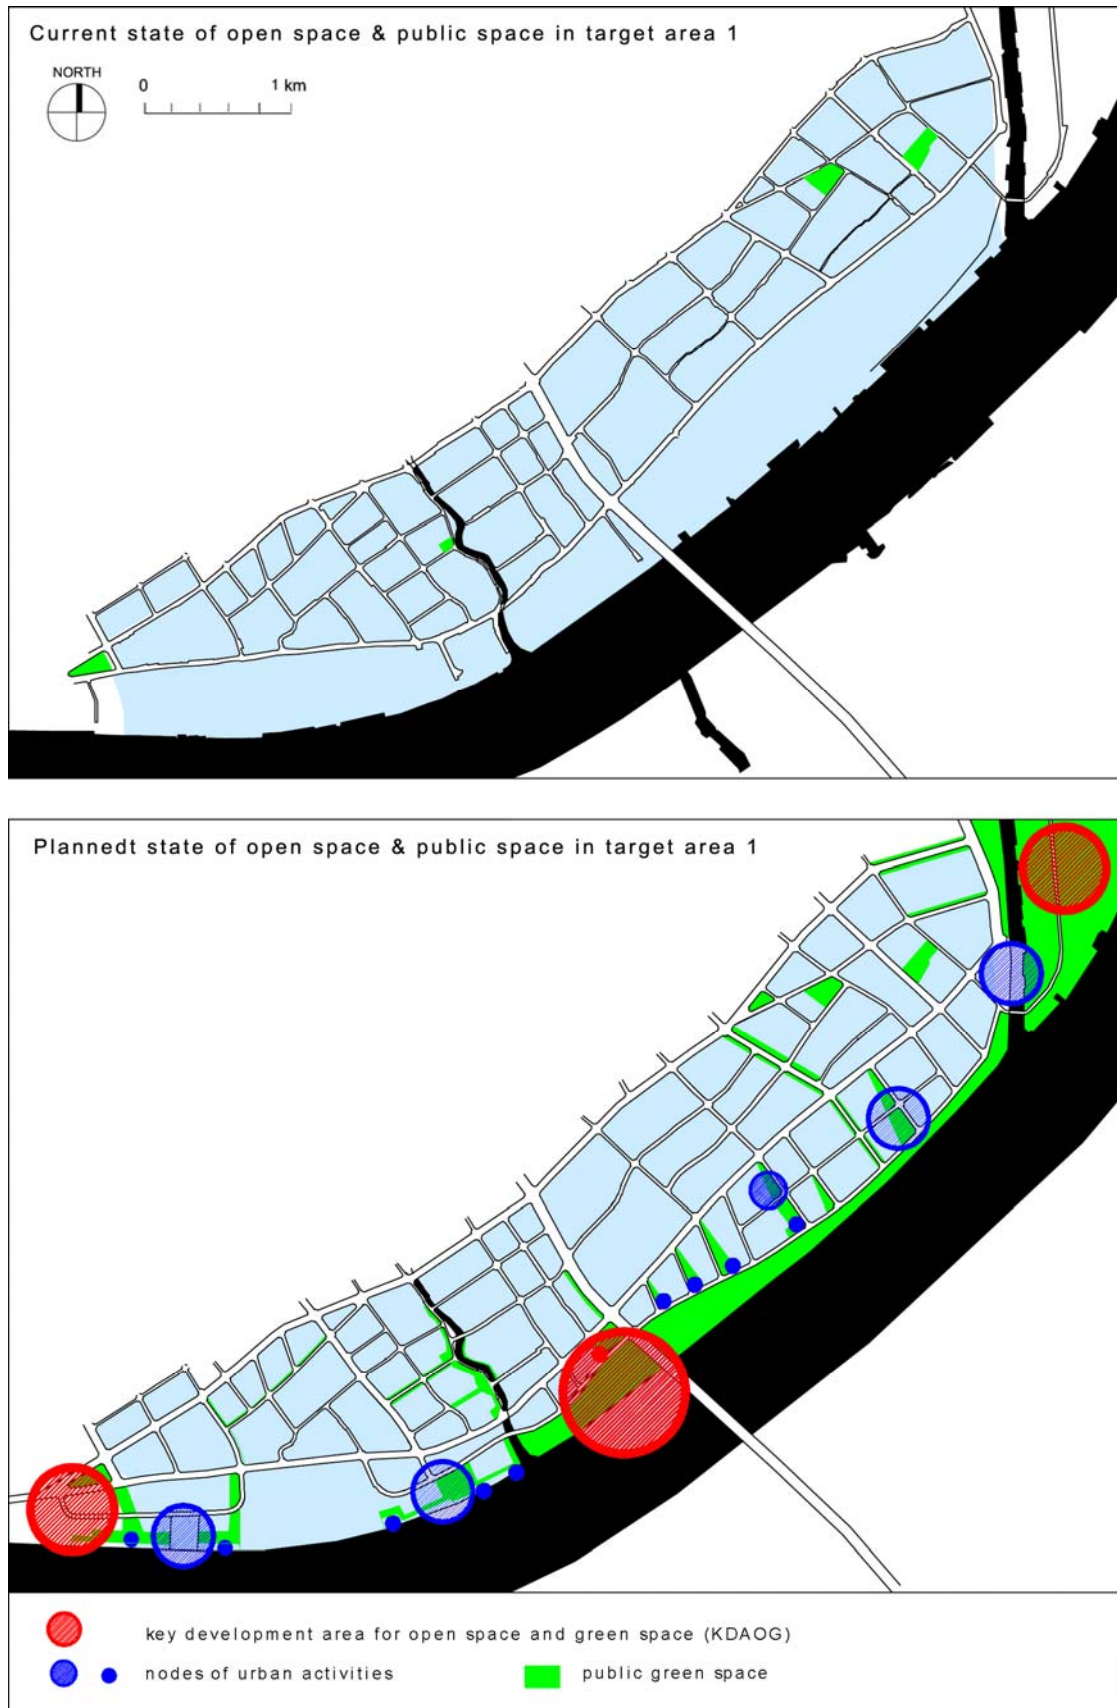 Current state of open space & public space in target area 1
NORTH
0 1 km
Plannedt state of open space & public space in target area 1
key development area for open space and green space (KDAOG)
nodes of urban activities
public green space